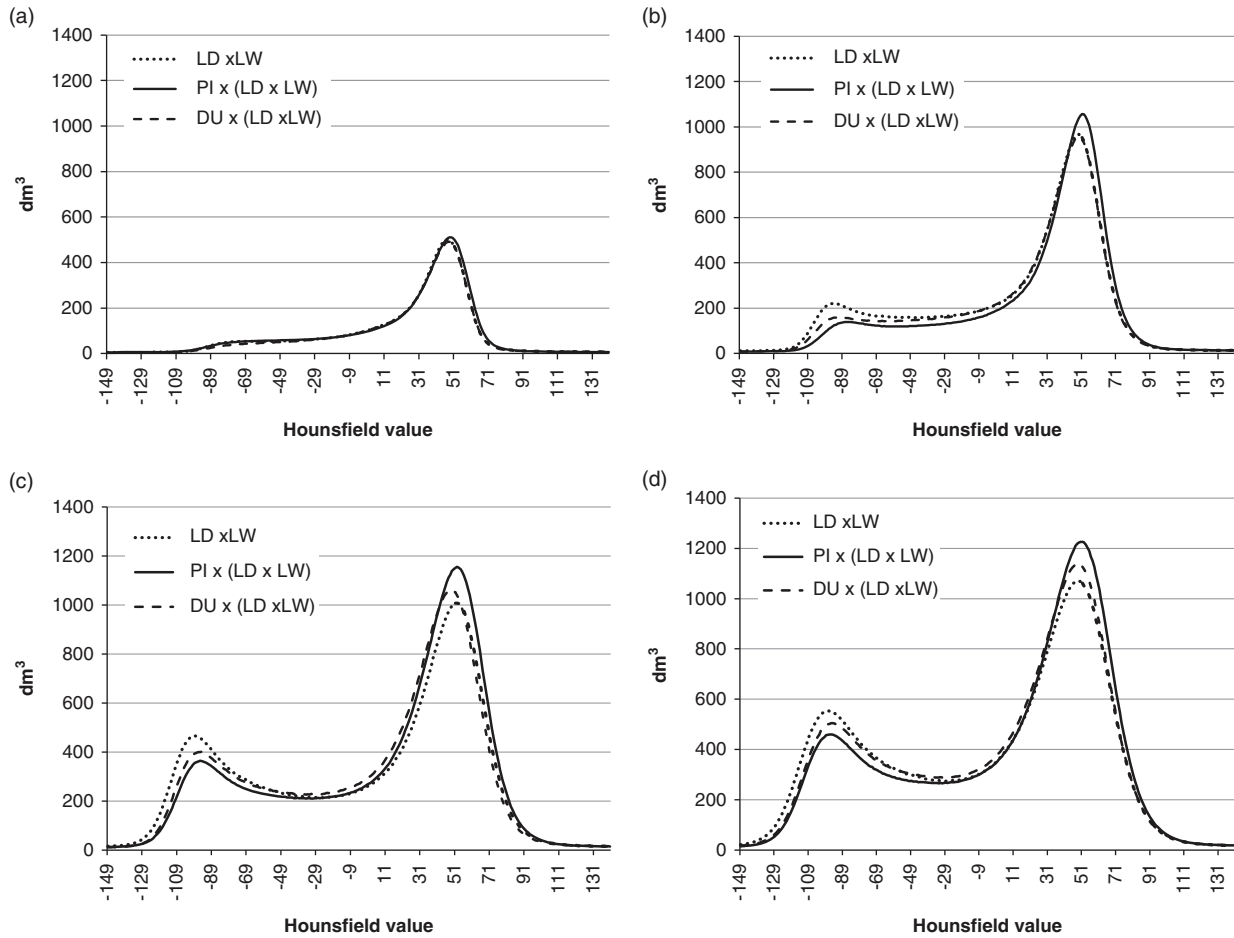 (a)
1400
1200
1000
800
600
400
200
0
dm³
LD xLW
PI x (LD x LW)
DU x (LD xLW)
-149 -129 -109 -89 -69 -49 -29 -9 11 31 51 71 91 111 131
Hounsfield value
(b)
1400
1200
1000
800
600
400
200
0
dm³
LD xLW
PI x (LD x LW)
DU x (LD xLW)
-149 -129 -109 -89 -69 -49 -29 -9 11 31 51 71 91 111 131
Hounsfield value
(c)
1400
1200
1000
800
600
400
200
0
dm³
LD xLW
PI x (LD x LW)
DU x (LD xLW)
-149 -129 -109 -89 -69 -49 -29 -9 11 31 51 71 91 111 131
Hounsfield value
(d)
1400
1200
1000
800
600
400
200
0
dm³
LD xLW
PI x (LD x LW)
DU x (LD xLW)
-149 -129 -109 -89 -69 -49 -29 -9 11 31 51 71 91 111 131
Hounsfield value